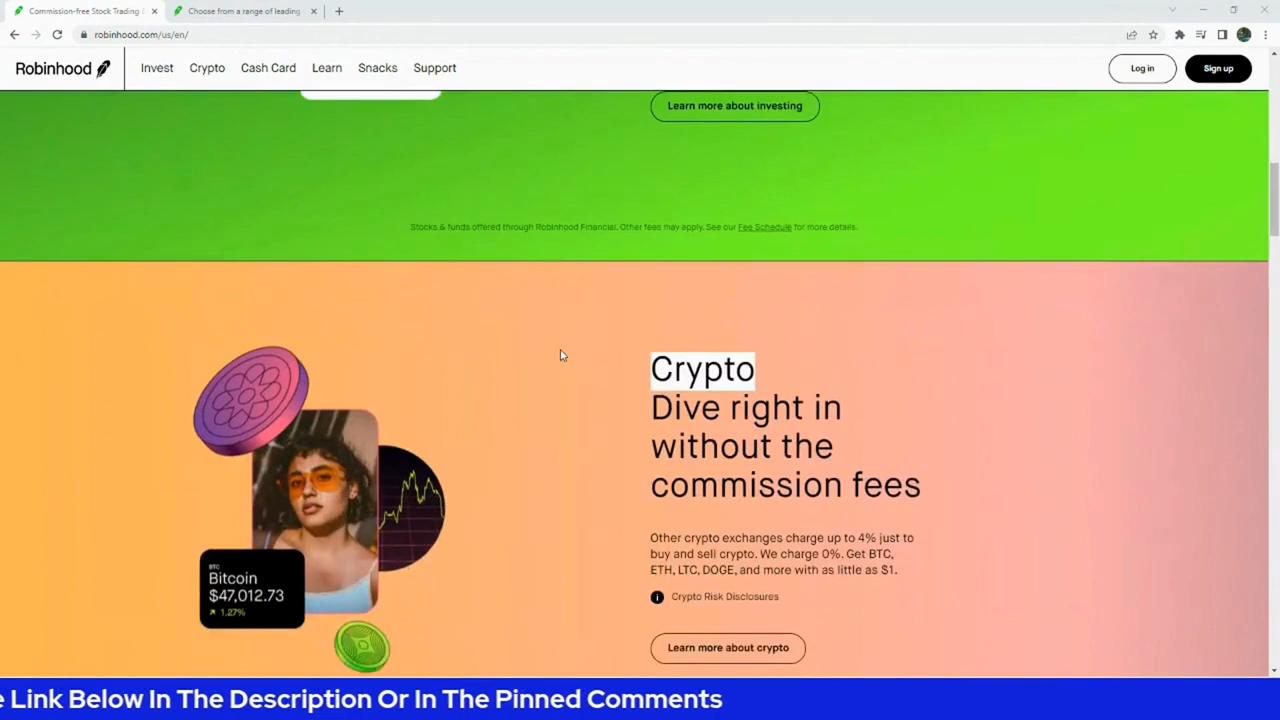 Commission-free Stock Trading &
Choose from a range of leading
robinhood.com/us/en/
Robinhood
Invest
Crypto
Cash Card
Learn
Snacks
Support
Log in
Sign up
Learn more about investing
Stocks & funds offered through Robinhood Financial. Other fees may apply. See our Fee Schedule for more details.
Crypto
Dive right in
without the
commission fees
Other crypto exchanges charge up to 4% just to
buy and sell crypto. We charge 0%. Get BTC,
ETH, LTC, DOGE, and more with as little as $1.
Crypto Risk Disclosures
Learn more about crypto
BTC
Bitcoin
$47,012.73
1.27%
e Link Below In The Description Or In The Pinned Comments